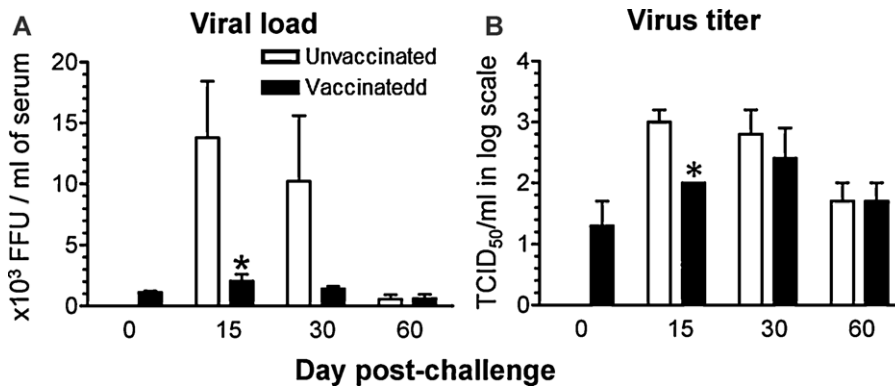 A Viral load
Unvaccinated
Vaccinatedd
x10³ FFU / ml of serum
20
15
10
5
0
*
0 15 30 60
B Virus titer
TCID₅₀/ml in log scale
4
3
2
1
0
*
0 15 30 60
Day post-challenge